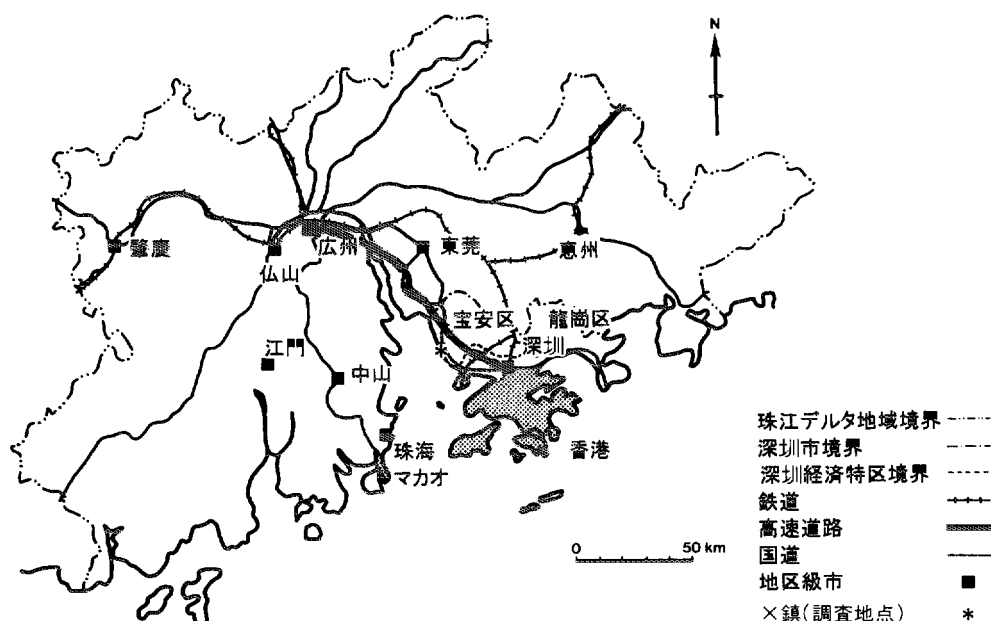 N
肇慶
広州
東莞
恵州
仏山
宝安区
龍崗区
深圳
江門
中山
珠海
香港
マカオ
0 50 km
珠江デルタ地域境界
深圳市境界
深圳経済特区境界
鉄道
高速道路
国道
地区級市
×鎮(調査地点)